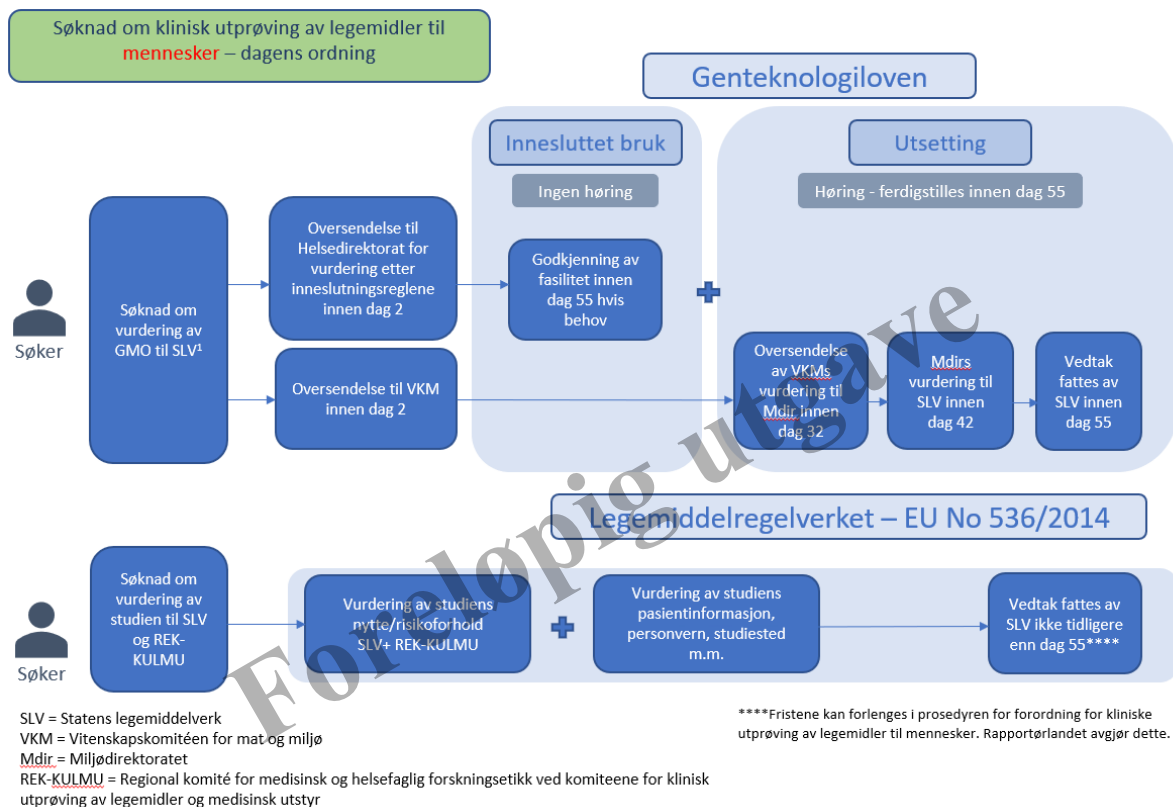 Søknad om klinisk utprøving av legemidler til
mennesker – dagens ordning
Genteknologiloven
Innesluttet bruk
Utsetting
Ingen høring
Høring - ferdigstilles innen dag 55
Søker
Søknad om
vurdering av
GMO til SLV¹
Oversendelse til
Helsedirektorat for
vurdering etter
inneslutningsreglene
innen dag 2
Godkjenning av
fasilitet innen
dag 55 hvis
behov
Oversendelse til VKM
innen dag 2
Oversendelse
av VKMs
vurdering til
Mdir innen
dag 32
Mdirs
vurdering til
SLV innen
dag 42
Vedtak
fattes av
SLV innen
dag 55
Legemiddelregelverket – EU No 536/2014
Søker
Søknad om
vurdering av
studien til SLV
og REK-
KULMU
Vurdering av studiens
nytte/risikoforhold
SLV+ REK-KULMU
Vurdering av studiens
pasientinformasjon,
personvern, studiested
m.m.
Vedtak fattes av
SLV ikke tidligere
enn dag 55****
Foreløpig utgave
SLV = Statens legemiddelverk
VKM = Vitenskapskomitéen for mat og miljø
Mdir = Miljødirektoratet
REK-KULMU = Regional komité for medisinsk og helsefaglig forskningsetikk ved komiteene for klinisk
utprøving av legemidler og medisinsk utstyr
****Fristene kan forlenges i prosedyren for forordning for kliniske
utprøving av legemidler til mennesker. Rapportørlandet avgjør dette.